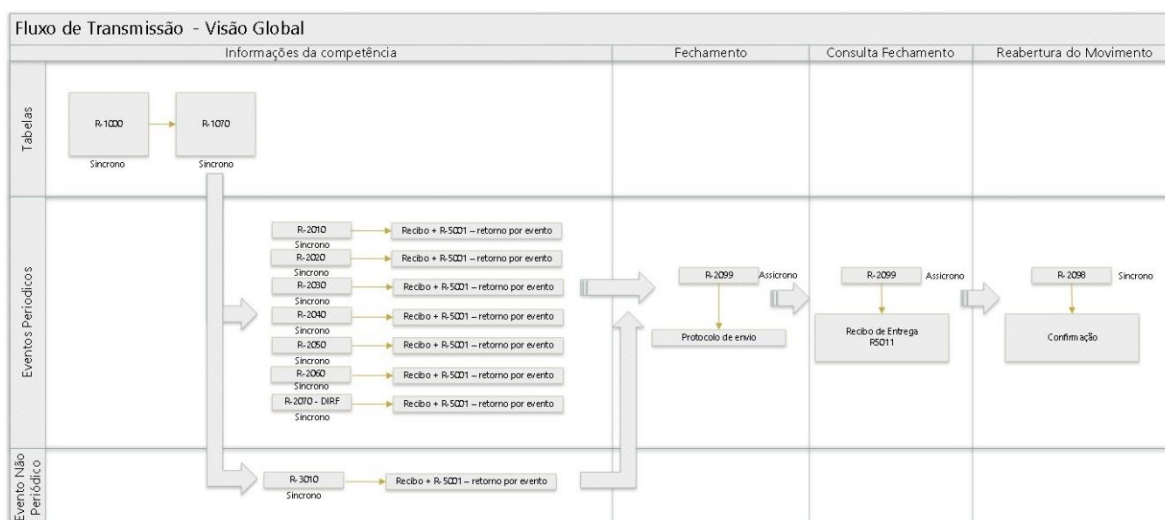 Fluxo de Transmissão - Visão Global
Informações da competência
Fechamento
Consulta Fechamento
Reabertura do Movimento
Tabelas
R-1000
R-1070
Sincrono
Sincrono
Eventos Periodicos
R-2010
Recibo + R-5001 – retorno por evento
Sincrono
R-2020
Recibo + R-5001 – retorno por evento
Sincrono
R-2030
Recibo + R-5001 – retorno por evento
Sincrono
R-2040
Recibo + R-5001 – retorno por evento
Sincrono
R-2050
Recibo + R-5001 – retorno por evento
Sincrono
R-2060
Recibo + R-5001 – retorno por evento
Sincrono
R-2070 - DIRF
Recibo + R-5001 – retorno por evento
Sincrono
R-2099
Assicrono
Protocolo de envio
R-2099
Assicrono
Recibo de Entrega
R5011
R-2098
Sincrono
Confirmação
Evento Não
Periódico
R-3010
Recibo + R-5001 – retorno por evento
Sincrono